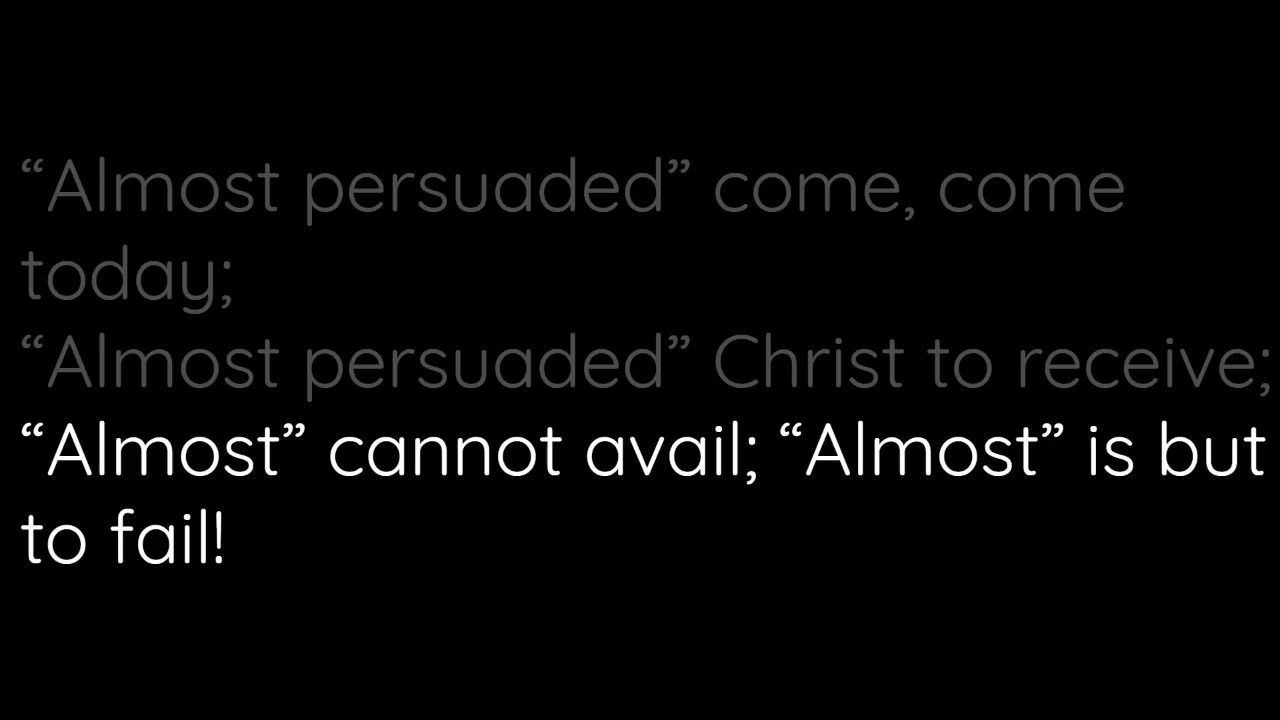 “Almost persuaded” come, come
today;
“Almost persuaded” Christ to receive;
“Almost” cannot avail; “Almost” is but
to fail!